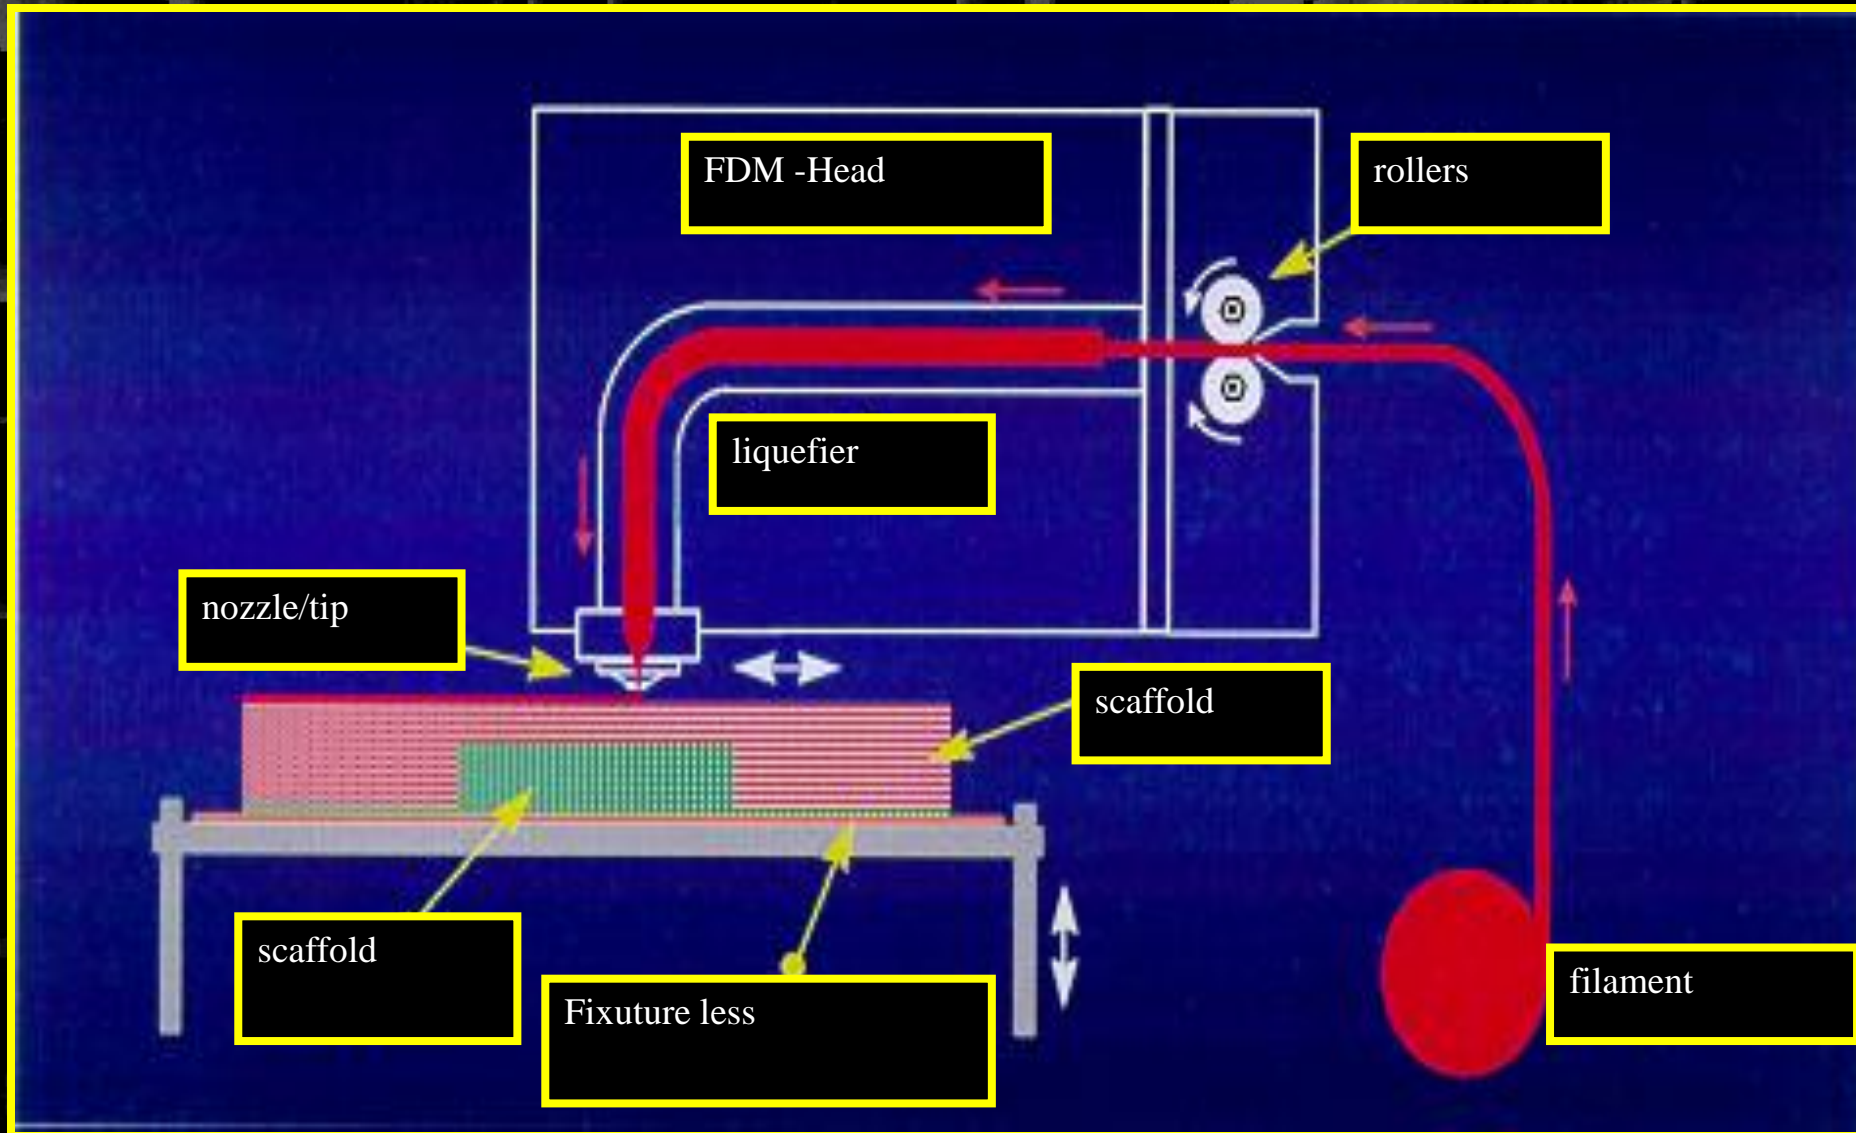 FDM -Head
rollers
liquefier
nozzle/tip
scaffold
scaffold
Fixuture less
filament